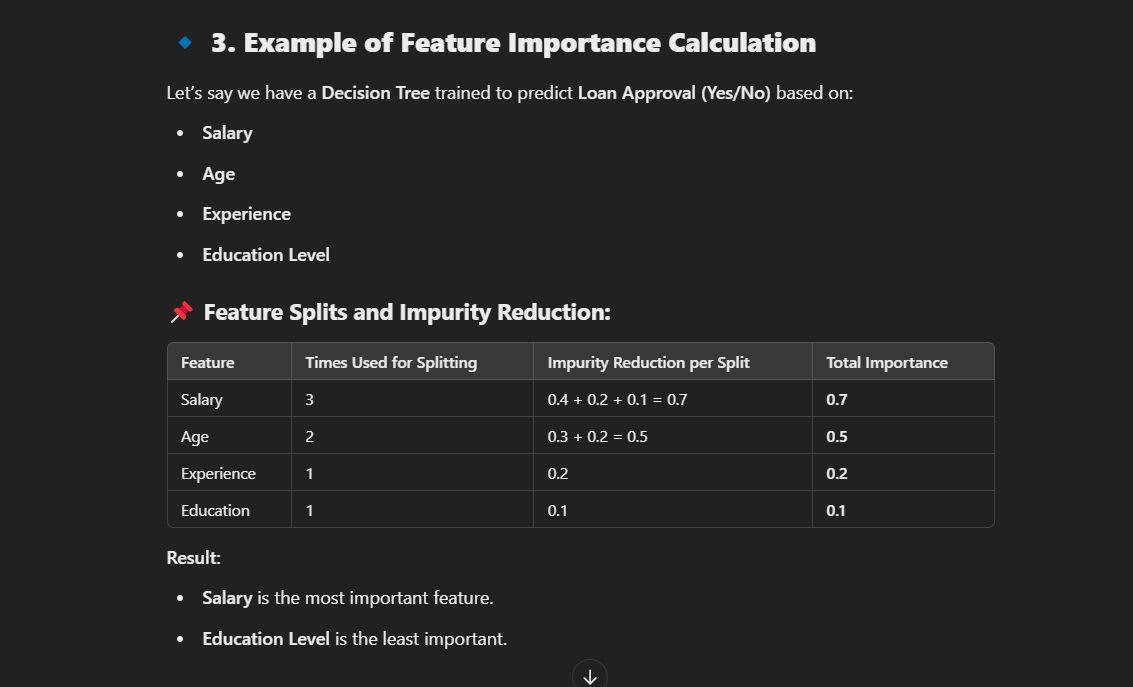 3. Example of Feature Importance Calculation
Let's say we have a Decision Tree trained to predict Loan Approval (Yes/No) based on:
• Salary
• Age
• Experience
• Education Level
Feature Splits and Impurity Reduction:
Feature Times Used for Splitting Impurity Reduction per Split Total Importance
Salary 3 0.4 + 0.2 + 0.1 = 0.7 0.7
Age 2 0.3 + 0.2 = 0.5 0.5
Experience 1 0.2 0.2
Education 1 0.1 0.1
Result:
• Salary is the most important feature.
• Education Level is the least important.